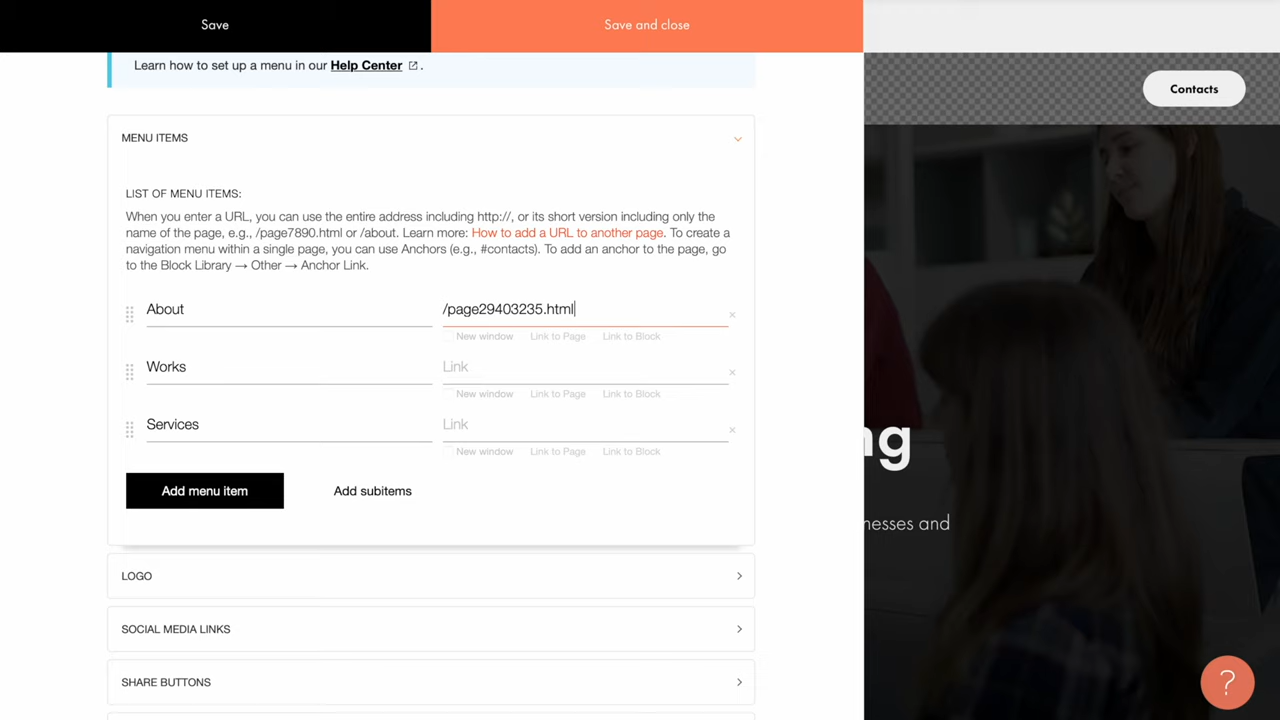 Save
Save and close
Learn how to set up a menu in our Help Center .
Contacts
MENU ITEMS
LIST OF MENU ITEMS:
When you enter a URL, you can use the entire address including http://, or its short version including only the
name of the page, e.g., /page7890.html or /about. Learn more: How to add a URL to another page. To create a
navigation menu within a single page, you can use Anchors (e.g., #contacts). To add an anchor to the page, go
to the Block Library → Other → Anchor Link.
About
/page29403235.html
New window Link to Page Link to Block
Works
Link
New window Link to Page Link to Block
Services
Link
New window Link to Page Link to Block
Add menu item
Add subitems
LOGO
SOCIAL MEDIA LINKS
SHARE BUTTONS
ng
nesses and
?